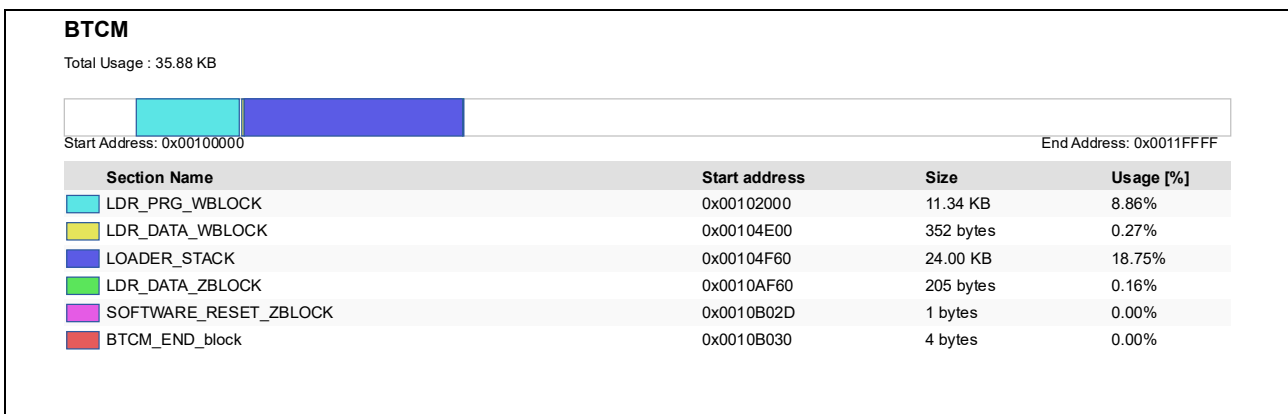 BTCM
Total Usage : 35.88 KB
Start Address: 0x00100000 End Address: 0x0011FFFF
Section Name Start address Size Usage [%]
LDR_PRG_WBLOCK 0x00102000 11.34 KB 8.86%
LDR_DATA_WBLOCK 0x00104E00 352 bytes 0.27%
LOADER_STACK 0x00104F60 24.00 KB 18.75%
LDR_DATA_ZBLOCK 0x0010AF60 205 bytes 0.16%
SOFTWARE_RESET_ZBLOCK 0x0010B02D 1 bytes 0.00%
BTCM_END_block 0x0010B030 4 bytes 0.00%